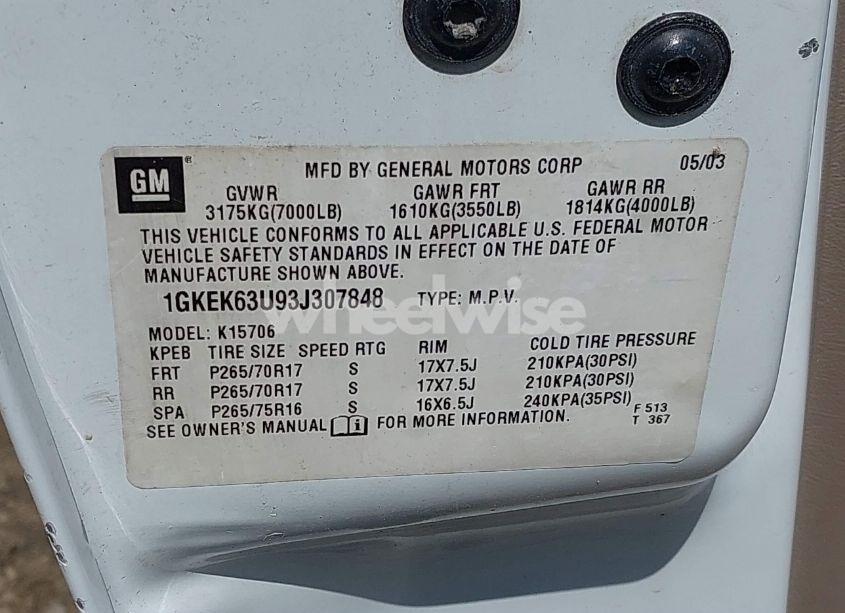 GM ®
MFD BY GENERAL MOTORS CORP 05/03
GVWR GAWR FRT GAWR RR
3175KG(7000LB) 1610KG(3550LB) 1814KG(4000LB)
THIS VEHICLE CONFORMS TO ALL APPLICABLE U.S. FEDERAL MOTOR
VEHICLE SAFETY STANDARDS IN EFFECT ON THE DATE OF
MANUFACTURE SHOWN ABOVE.
1GKEK63U93J307848 TYPE: M.P.V.
wheelwise
MODEL: K15706
KPEB TIRE SIZE SPEED RTG RIM COLD TIRE PRESSURE
FRT P265/70R17 S 17X7.5J 210KPA(30PSI)
RR P265/70R17 S 17X7.5J 210KPA(30PSI)
SPA P265/75R16 S 16X6.5J 240KPA(35PSI)
SEE OWNER'S MANUAL i FOR MORE INFORMATION.
F 513
T 367